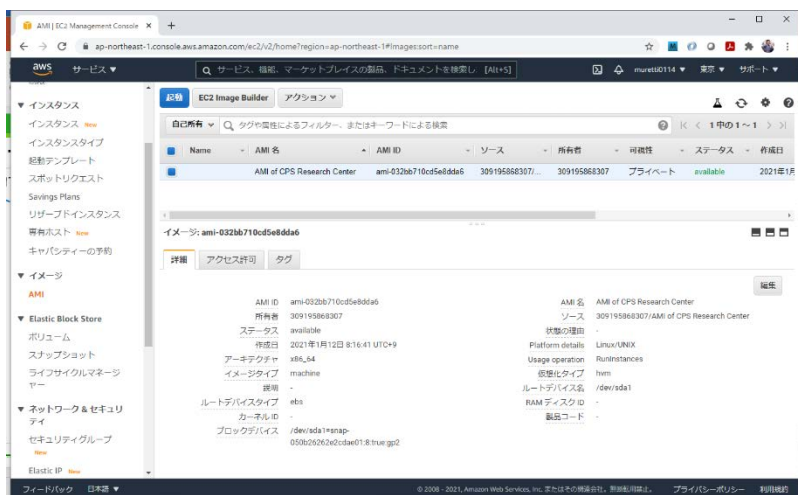 AMI | EC2 Management Console
ap-northeast-1.console.aws.amazon.com/ec2/v2/home?region=ap-northeast-1#Images:sort=name
aws サービス サービス、機能、マーケットプレイスの製品、ドキュメントを検索し [Alt+S] muretti0114 東京 サポート
インスタンス
インスタンス New
インスタンスタイプ
起動テンプレート
スポットリクエスト
Savings Plans
リザーブドインスタンス
専有ホスト New
キャパシティーの予約
イメージ
AMI
Elastic Block Store
ボリューム
スナップショット
ライフサイクルマネージ
ャー
ネットワーク & セキュリ
ティ
セキュリティグループ
New
Elastic IP New
起動 EC2 Image Builder アクション
自己所有 タグや属性によるフィルター、またはキーワードによる検索 1 中の 1 ~ 1
Name AMI 名 AMI ID ソース 所有者 可視性 ステータス 作成日
AMI of CPS Research Center ami-032bb710cd5e8dda6 309195868307/... 309195868307 プライベート available 2021年1月
イメージ: ami-032bb710cd5e8dda6
詳細 アクセス許可 タグ
編集
AMI ID ami-032bb710cd5e8dda6 AMI 名 AMI of CPS Research Center
所有者 309195868307 ソース 309195868307/AMI of CPS Research Center
ステータス available 状態の理由 -
作成日 2021年1月12日 8:16:41 UTC+9 Platform details Linux/UNIX
アーキテクチャ x86_64 Usage operation RunInstances
イメージタイプ machine 仮想化タイプ hvm
説明 - ルートデバイス名 /dev/sda1
ルートデバイスタイプ ebs RAM ディスク ID -
カーネル ID - 製品コード -
ブロックデバイス /dev/sda1=snap-
050b26262e2cdae01:8:true:gp2
フィードバック 日本語 © 2008 - 2021, Amazon Web Services, Inc. またはその関連会社。無断転用禁止。 プライバシーポリシー 利用規約